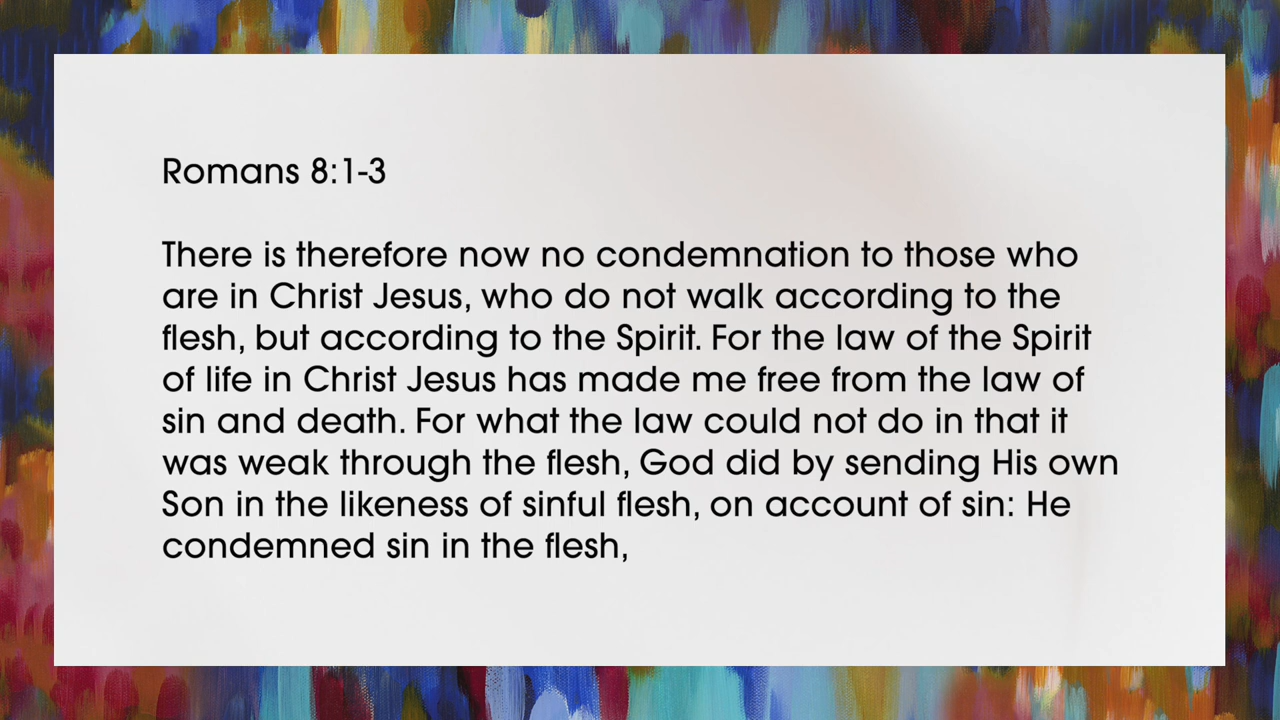 Romans 8:1-3
There is therefore now no condemnation to those who
are in Christ Jesus, who do not walk according to the
flesh, but according to the Spirit. For the law of the Spirit
of life in Christ Jesus has made me free from the law of
sin and death. For what the law could not do in that it
was weak through the flesh, God did by sending His own
Son in the likeness of sinful flesh, on account of sin: He
condemned sin in the flesh,